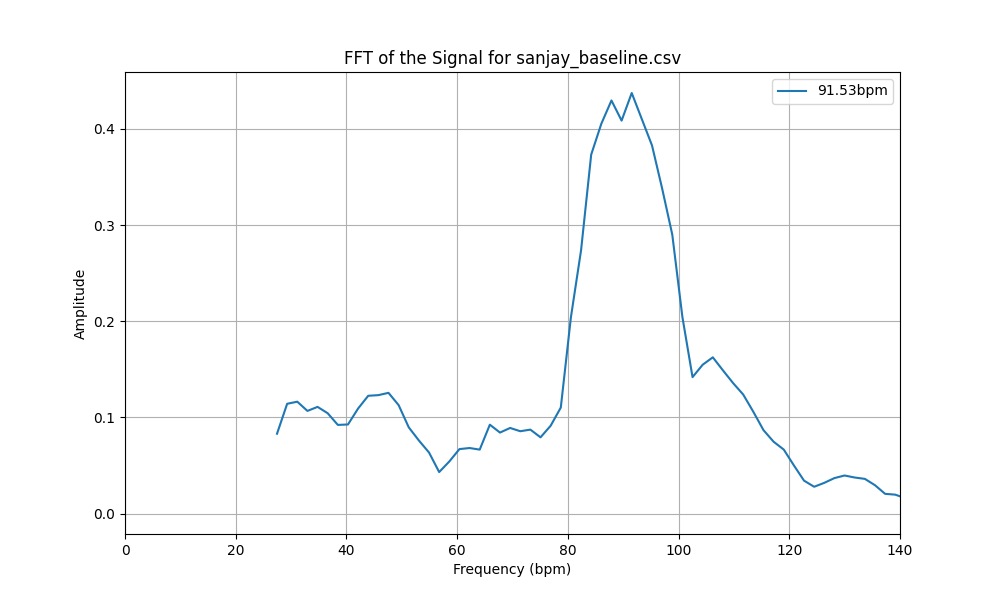 FFT of the Signal for sanjay_baseline.csv
91.53bpm
0.4
0.3
0.2
0.1
0.0
Amplitude
0 20 40 60 80 100 120 140
Frequency (bpm)